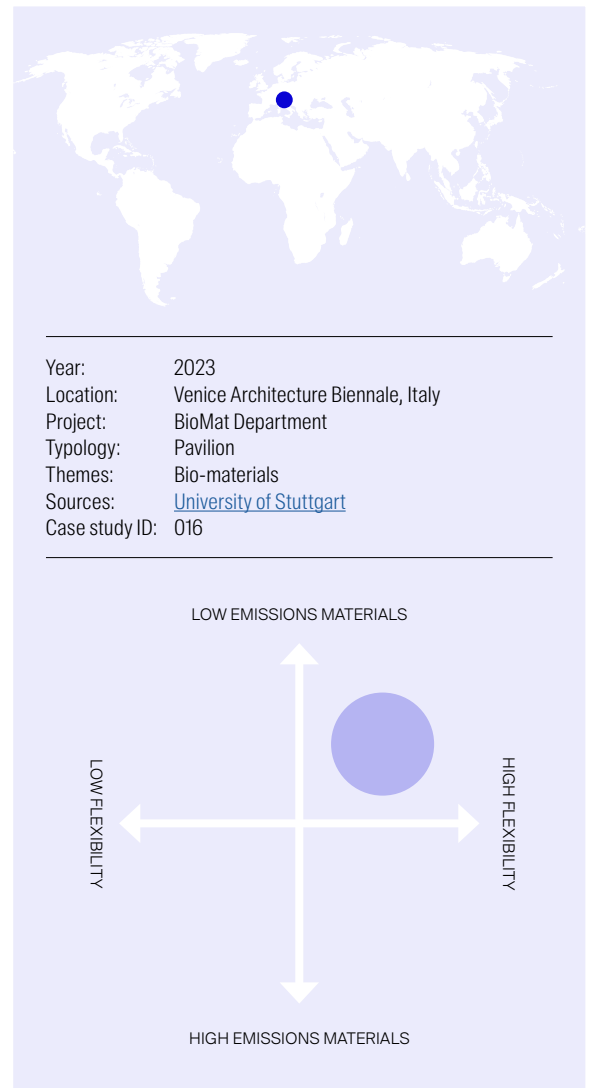 Year: 2023
Location: Venice Architecture Biennale, Italy
Project: BioMat Department
Typology: Pavilion
Themes: Bio-materials
Sources: University of Stuttgart
Case study ID: 016
LOW EMISSIONS MATERIALS
LOW FLEXIBILITY
HIGH FLEXIBILITY
HIGH EMISSIONS MATERIALS